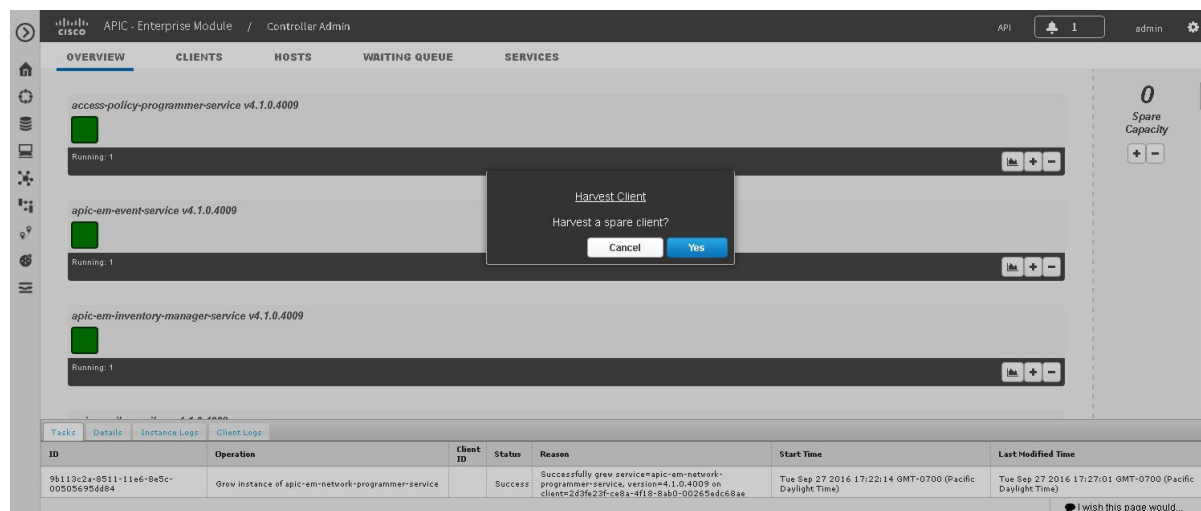 cisco APIC - Enterprise Module / Controller Admin API 1 admin
OVERVIEW CLIENTS HOSTS WAITING QUEUE SERVICES
access-policy-programmer-service v4.1.0.4009
Running: 1
0
Spare
Capacity
Harvest Client
Harvest a spare client?
Cancel Yes
apic-em-event-service v4.1.0.4009
Running: 1
apic-em-inventory-manager-service v4.1.0.4009
Running: 1
Tasks Details Instance Logs Client Logs
ID Operation Client ID Status Reason Start Time Last Modified Time
9b113c2a-8511-11e6-8e5c-00505695dd84 Grow instance of apic-em-network-programmer-service Success Successfully grew service=apic-em-network-programmer-service, version=4.1.0.4009 on client=2d3fe23f-ce8a-4f18-8ab0-00265edc68ae Tue Sep 27 2016 17:22:14 GMT-0700 (Pacific Daylight Time) Tue Sep 27 2016 17:27:01 GMT-0700 (Pacific Daylight Time)
I wish this page would...